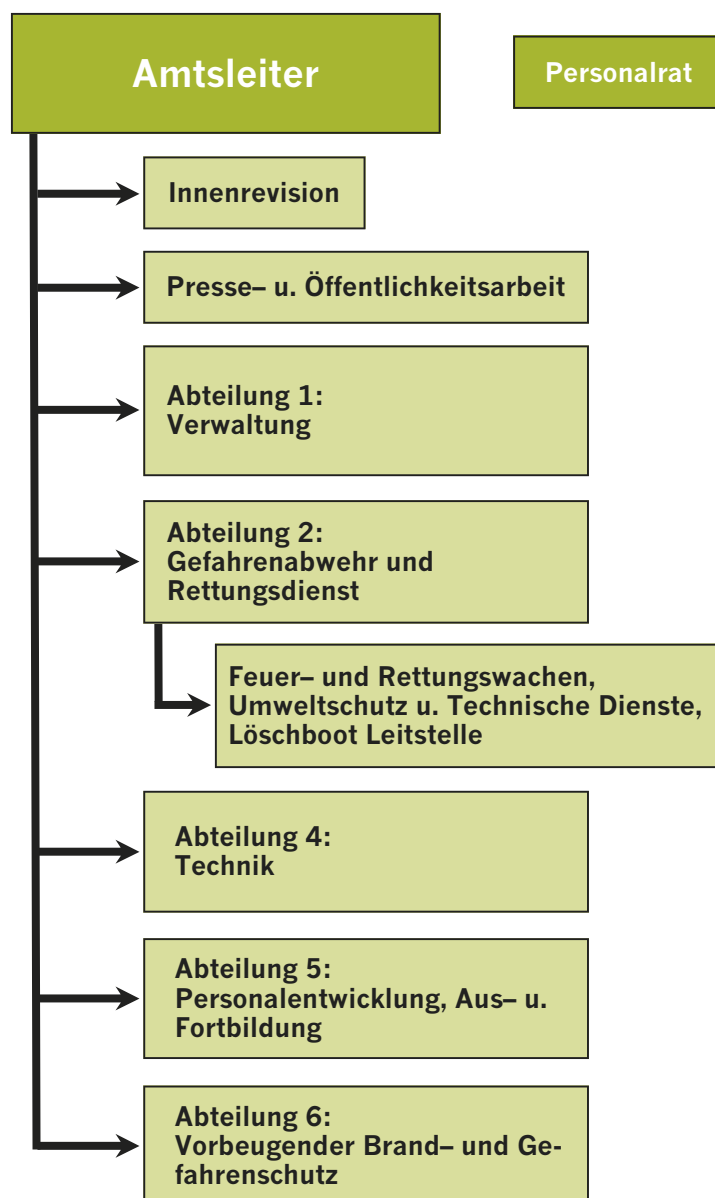 Amtsleiter
Personalrat
Innenrevision
Presse– u. Öffentlichkeitsarbeit
Abteilung 1:
Verwaltung
Abteilung 2:
Gefahrenabwehr und
Rettungsdienst
Feuer– und Rettungswachen,
Umweltschutz u. Technische Dienste,
Löschboot Leitstelle
Abteilung 4:
Technik
Abteilung 5:
Personalentwicklung, Aus– u.
Fortbildung
Abteilung 6:
Vorbeugender Brand– und Ge-
fahrenschutz